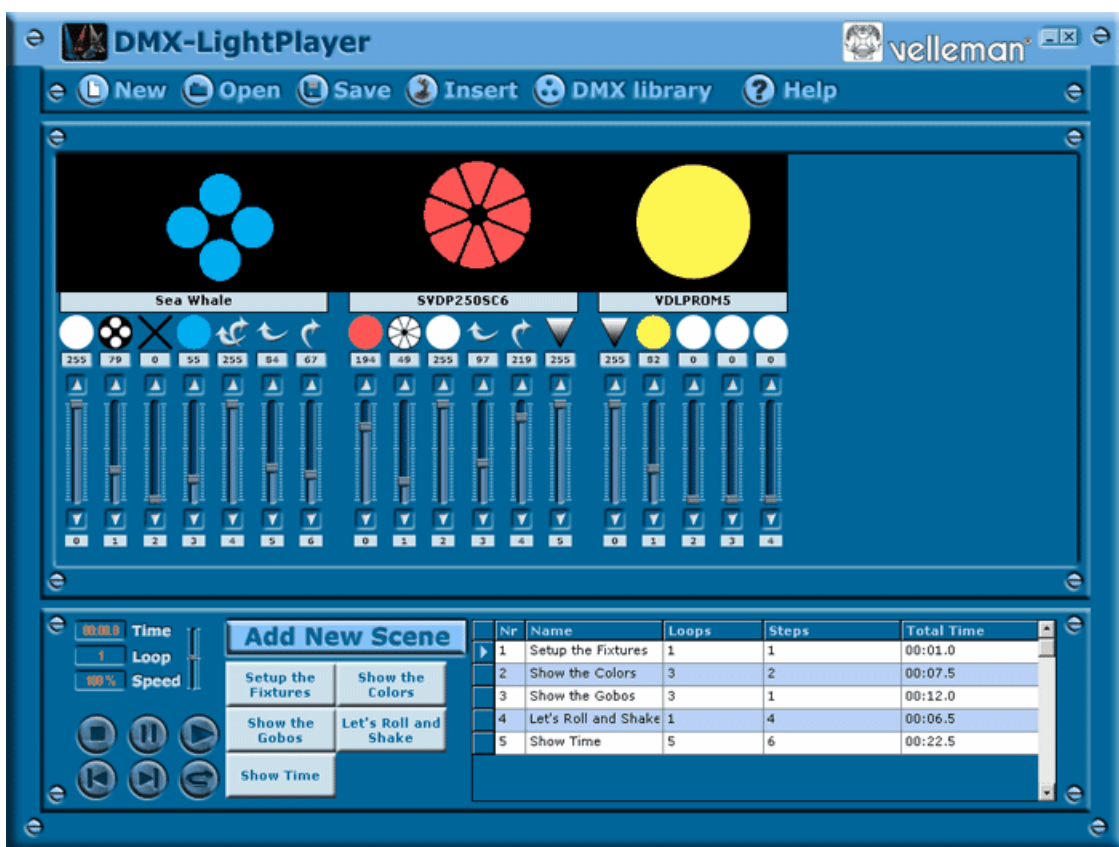 DMX-LightPlayer
velleman®
New Open Save Insert DMX library ? Help
Sea Whale SVDP250SC6 VDLPROM5
255 79 0 55 255 84 67 194 49 255 97 219 255 255 82 0 0 0
0 1 2 3 4 5 6 0 1 2 3 4 5 0 1 2 3 4
00:00.0 Time
1 Loop
100 % Speed
Add New Scene
Setup the Fixtures
Show the Colors
Show the Gobos
Let's Roll and Shake
Show Time
Nr Name Loops Steps Total Time
1 Setup the Fixtures 1 1 00:01.0
2 Show the Colors 3 2 00:07.5
3 Show the Gobos 3 1 00:12.0
4 Let's Roll and Shake 1 4 00:06.5
5 Show Time 5 6 00:22.5